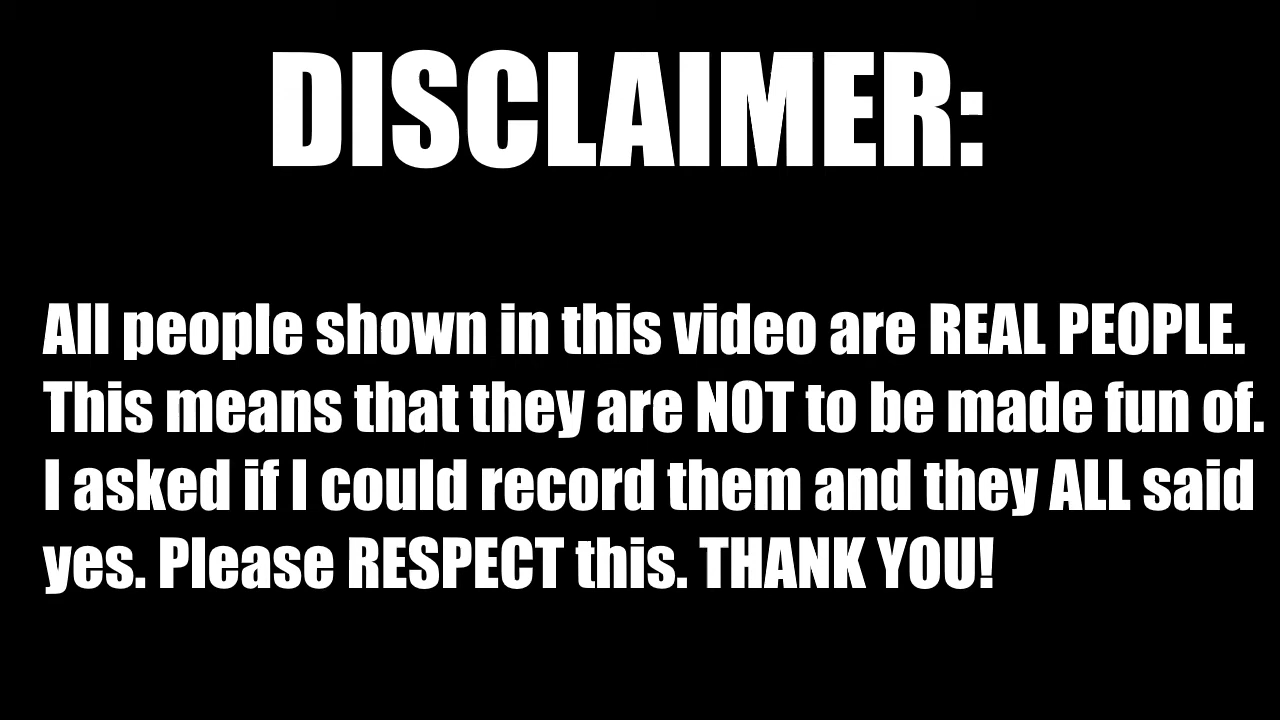 DISCLAIMER:
All people shown in this video are REAL PEOPLE.
This means that they are NOT to be made fun of.
I asked if I could record them and they ALL said
yes. Please RESPECT this. THANK YOU!